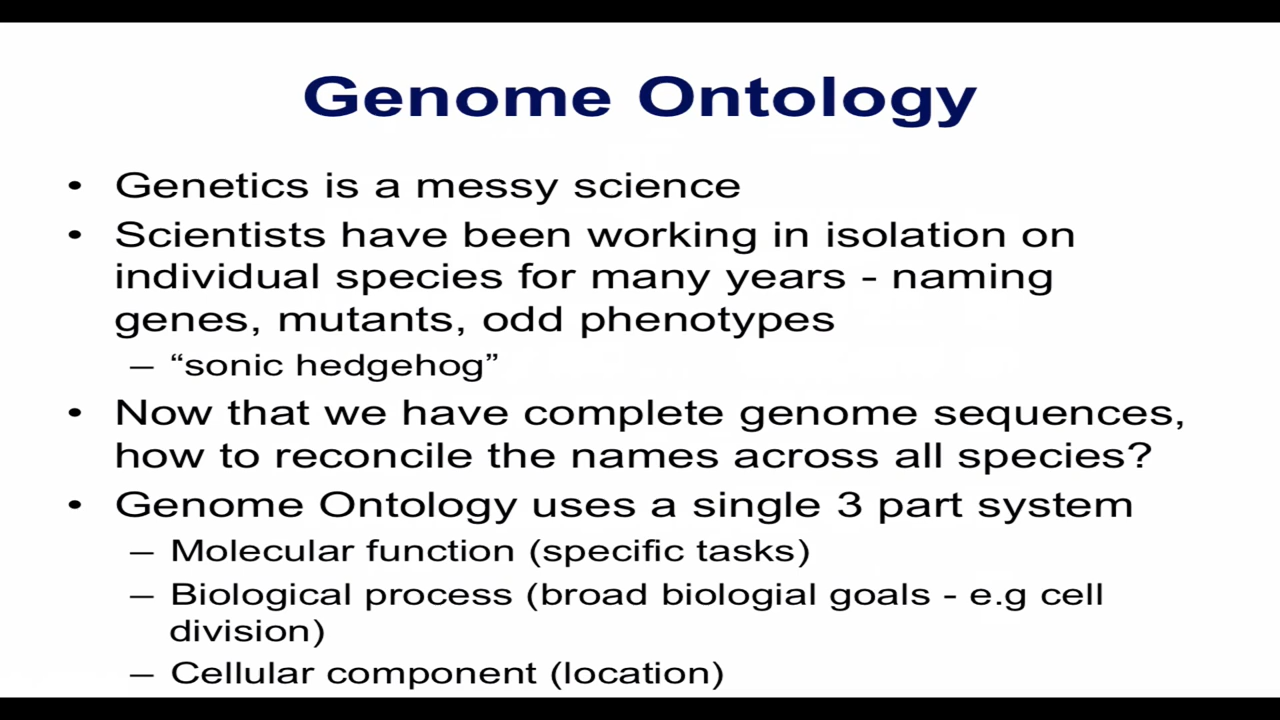 Genome Ontology
• Genetics is a messy science
• Scientists have been working in isolation on
individual species for many years - naming
genes, mutants, odd phenotypes
– “sonic hedgehog”
• Now that we have complete genome sequences,
how to reconcile the names across all species?
• Genome Ontology uses a single 3 part system
– Molecular function (specific tasks)
– Biological process (broad biologial goals - e.g cell
division)
– Cellular component (location)